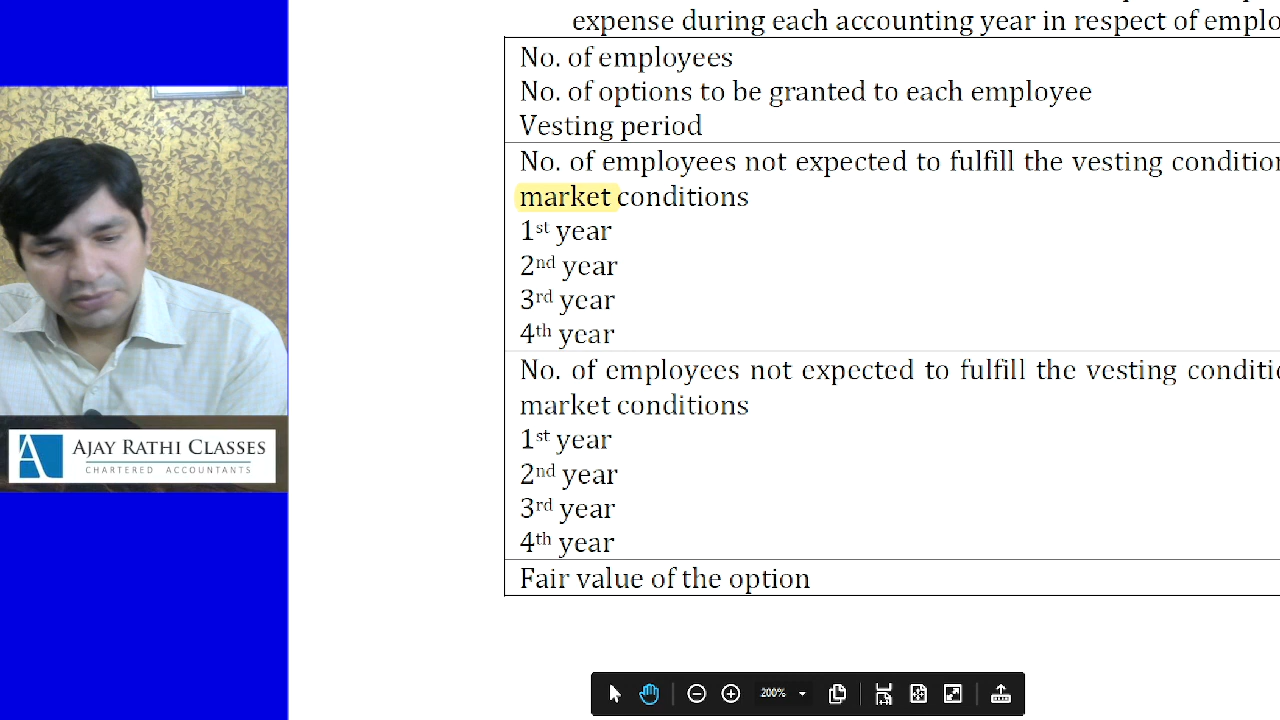 expense during each accounting year in respect of
No. of employees
No. of options to be granted to each employee
Vesting period
No. of employees not expected to fulfill the vesting
market conditions
1st year
2nd year
3rd year
4th year
No. of employees not expected to fulfill the vesting
market conditions
1st year
2nd year
3rd year
4th year
Fair value of the option
AJAY RATHI CLASSES
CHARTERED ACCOUNTANTS
200%